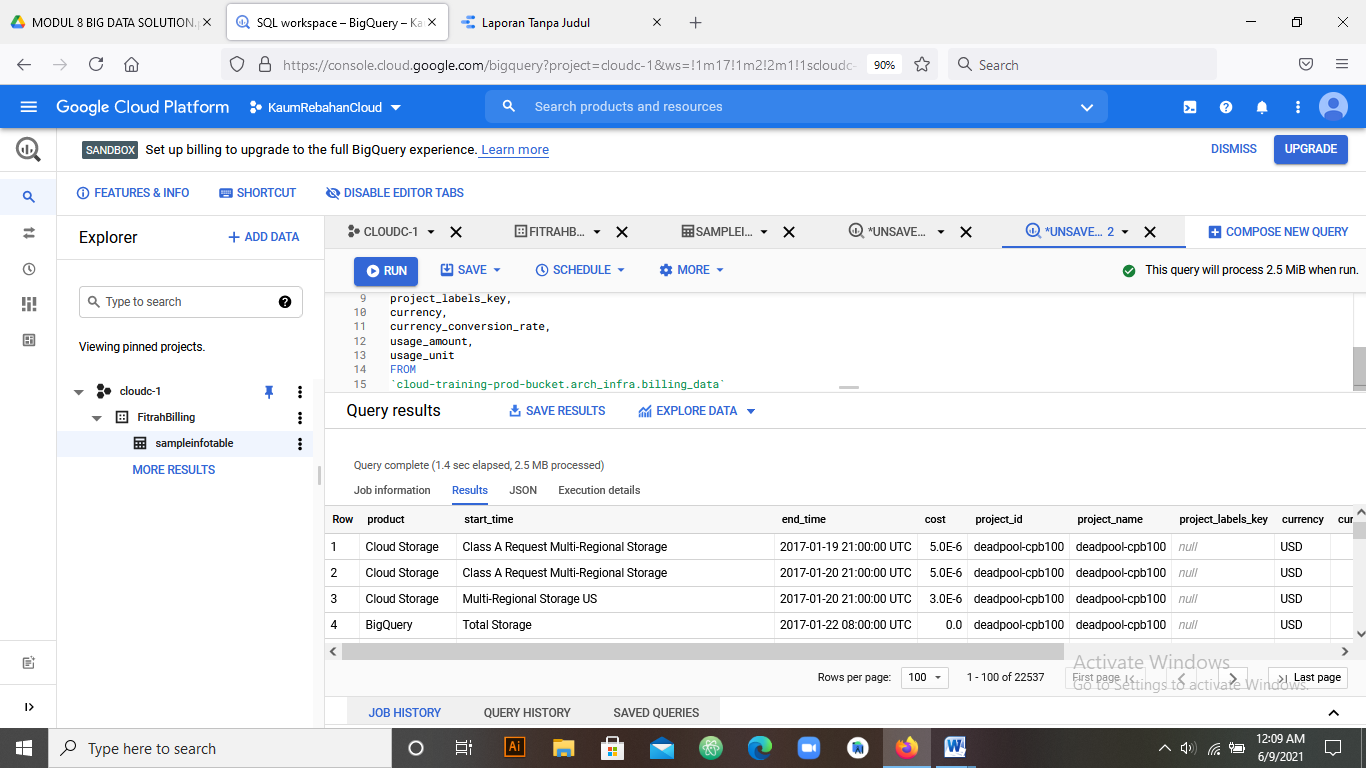 MODUL 8 BIG DATA SOLUTION.p
SQL workspace – BigQuery – Ka
Laporan Tanpa Judul
https://console.cloud.google.com/bigquery?project=cloudc-1&ws=!1m17!1m2!2m1!1scloudc-
90%
Search
Google Cloud Platform
KaumRebahanCloud
Search products and resources
SANDBOX Set up billing to upgrade to the full BigQuery experience. Learn more
DISMISS
UPGRADE
FEATURES & INFO
SHORTCUT
DISABLE EDITOR TABS
Explorer
+ ADD DATA
CLOUDC-1
FITRAHB...
SAMPLEI...
*UNSAVE...
*UNSAVE... 2
COMPOSE NEW QUERY
RUN
SAVE
SCHEDULE
MORE
This query will process 2.5 MiB when run.
Type to search
Viewing pinned projects.
cloudc-1
FitrahBilling
sampleinfotable
MORE RESULTS
9 project_labels_key,
10 currency,
11 currency_conversion_rate,
12 usage_amount,
13 usage_unit
14 FROM
15 `cloud-training-prod-bucket.arch_infra.billing_data`
Query results
SAVE RESULTS
EXPLORE DATA
Query complete (1.4 sec elapsed, 2.5 MB processed)
Job information
Results
JSON
Execution details
Row product start_time end_time cost project_id project_name project_labels_key currency cur
1 Cloud Storage Class A Request Multi-Regional Storage 2017-01-19 21:00:00 UTC 5.0E-6 deadpool-cpb100 deadpool-cpb100 null USD
2 Cloud Storage Class A Request Multi-Regional Storage 2017-01-20 21:00:00 UTC 5.0E-6 deadpool-cpb100 deadpool-cpb100 null USD
3 Cloud Storage Multi-Regional Storage US 2017-01-20 21:00:00 UTC 3.0E-6 deadpool-cpb100 deadpool-cpb100 null USD
4 BigQuery Total Storage 2017-01-22 08:00:00 UTC 0.0 deadpool-cpb100 deadpool-cpb100 null USD
Rows per page: 100 1 - 100 of 22537 First page Last page
Activate Windows
Go to Settings to activate Windows.
JOB HISTORY
QUERY HISTORY
SAVED QUERIES
Type here to search
Ai
W
12:09 AM
6/9/2021